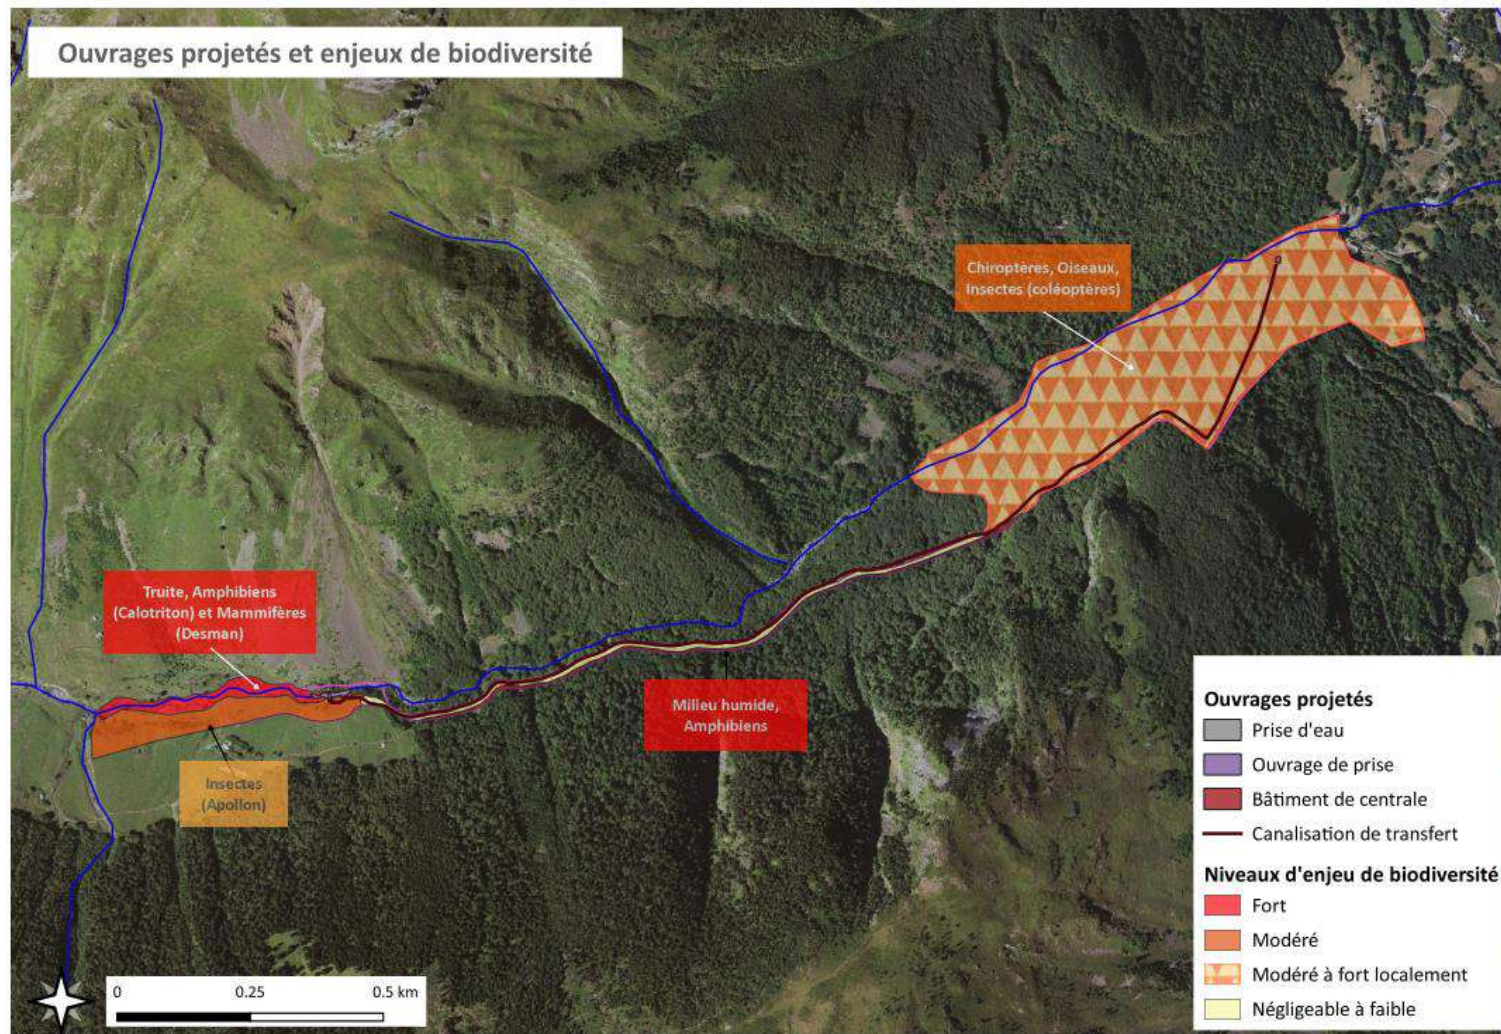 Ouvrages projetés et enjeux de biodiversité
Chiroptères, Oiseaux,
Insectes (coléoptères)
Truite, Amphibiens
(Calotriton) et Mammifères
(Desman)
Milieu humide,
Amphibiens
Insectes
(Apollon)
Ouvrages projetés
Prise d'eau
Ouvrage de prise
Bâtiment de centrale
Canalisation de transfert
Niveaux d'enjeu de biodiversité
Fort
Modéré
Modéré à fort localement
Négligeable à faible
0 0.25 0.5 km